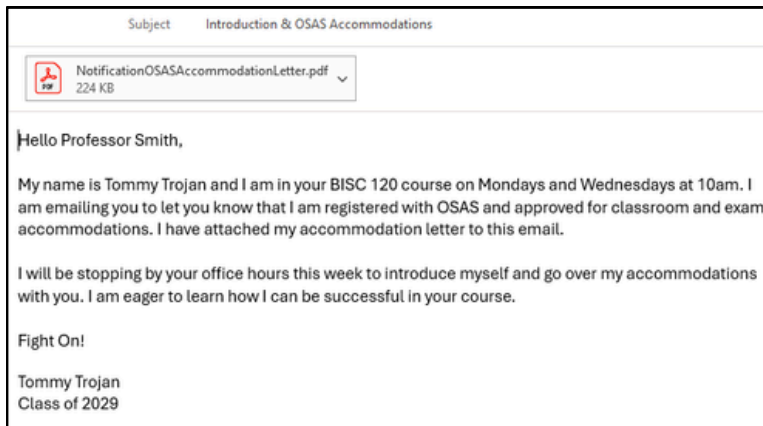 Subject Introduction & OSAS Accommodations
NotificationOSASAccommodationLetter.pdf
PDF
224 KB
Hello Professor Smith,
My name is Tommy Trojan and I am in your BISC 120 course on Mondays and Wednesdays at 10am. I
am emailing you to let you know that I am registered with OSAS and approved for classroom and exam
accommodations. I have attached my accommodation letter to this email.
I will be stopping by your office hours this week to introduce myself and go over my accommodations
with you. I am eager to learn how I can be successful in your course.
Fight On!
Tommy Trojan
Class of 2029